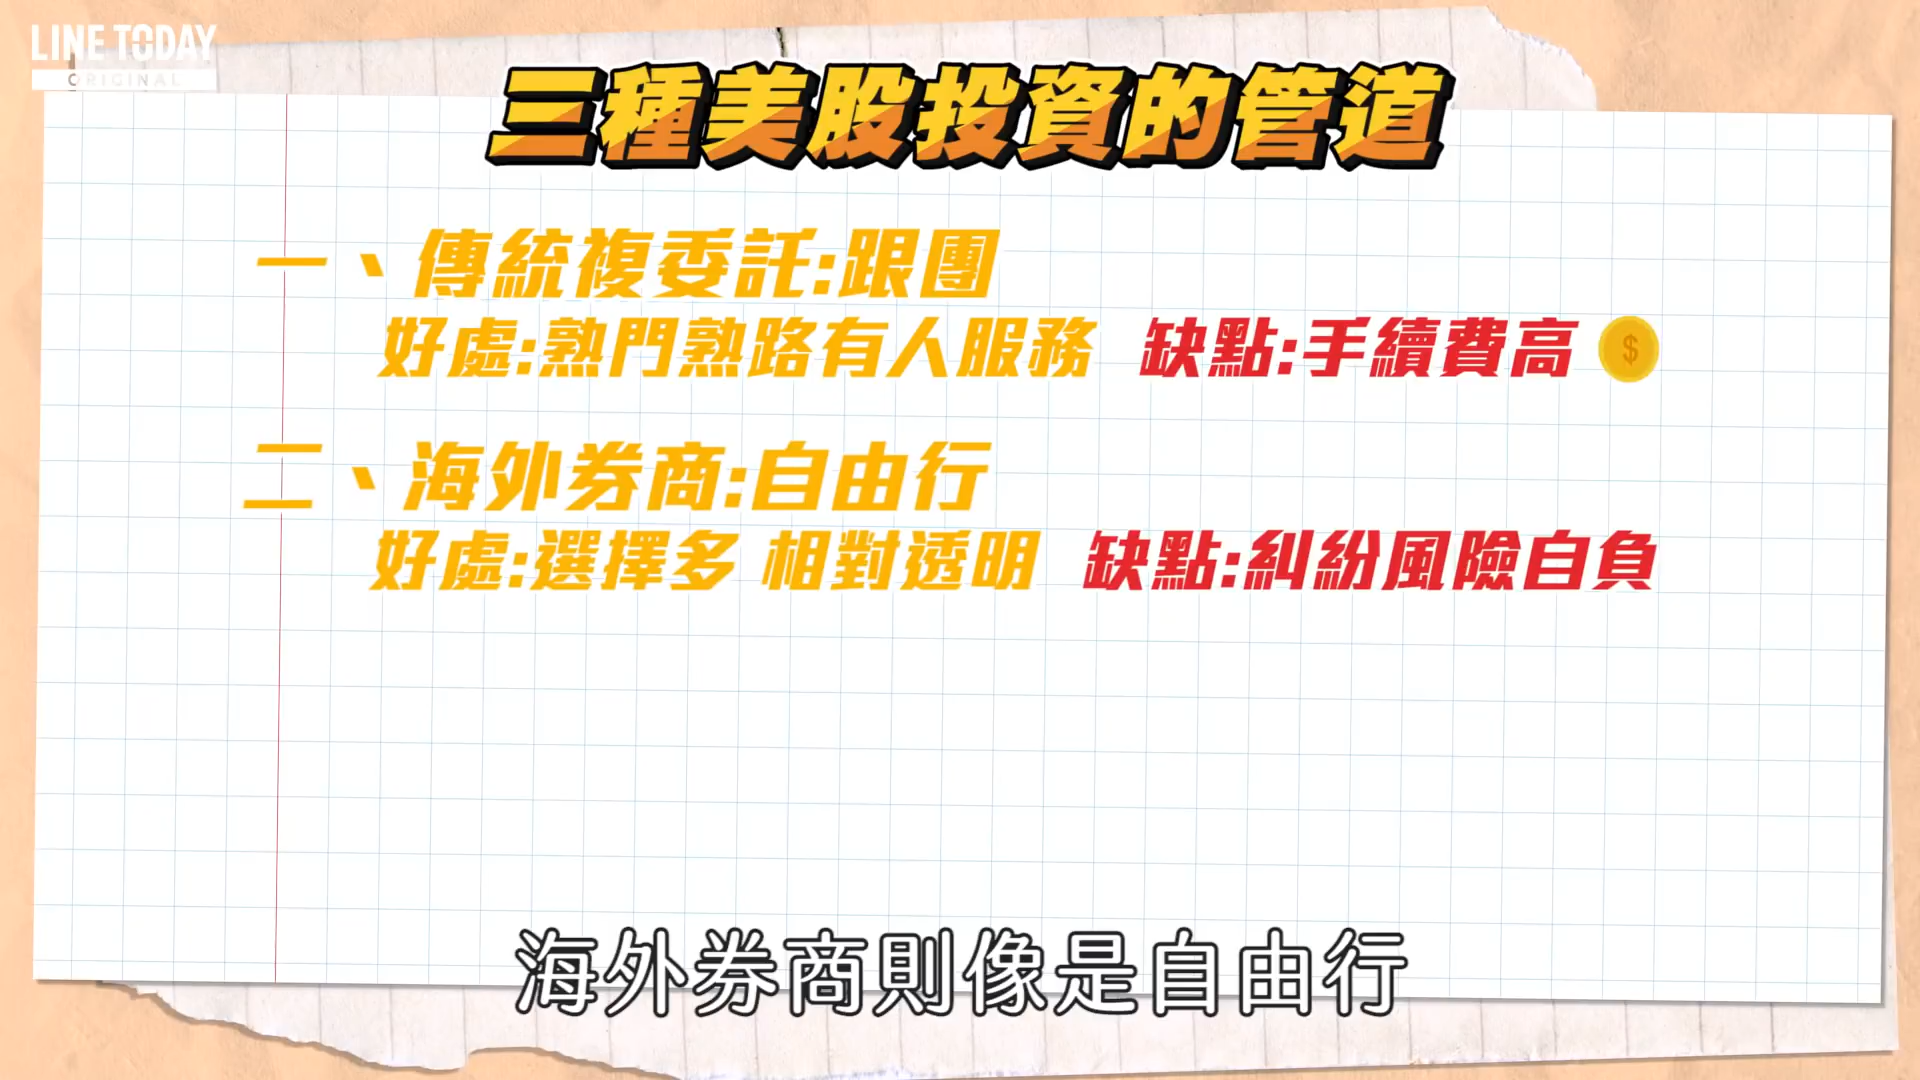 LINE TODAY
ORIGINAL
三種美股投資的管道
一、傳統複委託:跟團
好處:熟門熟路有人服務 缺點:手續費高 $
二、海外券商:自由行
好處:選擇多 相對透明 缺點:糾紛風險自負
海外券商則像是自由行